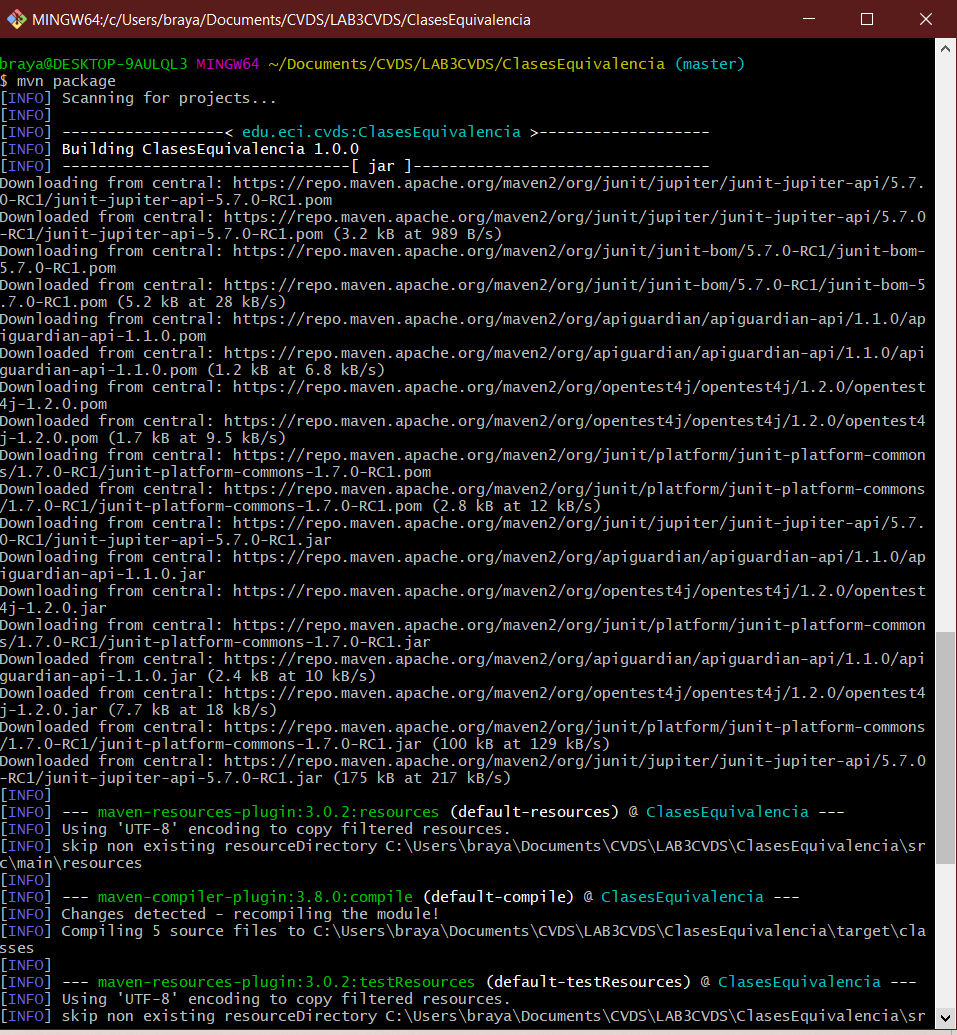 MINGW64:/c/Users/braya/Documents/CVDS/LAB3CVDS/ClasesEquivalencia
braya@DESKTOP-9AULQL3 MINGW64 ~/Documents/CVDS/LAB3CVDS/ClasesEquivalencia (master)
$ mvn package
[INFO] Scanning for projects...
[INFO]
[INFO] ------------------< edu.eci.cvds:ClasesEquivalencia >-------------------
[INFO] Building ClasesEquivalencia 1.0.0
[INFO] --------------------------------[ jar ]---------------------------------
Downloading from central: https://repo.maven.apache.org/maven2/org/junit/jupiter/junit-jupiter-api/5.7.
0-RC1/junit-jupiter-api-5.7.0-RC1.pom
Downloaded from central: https://repo.maven.apache.org/maven2/org/junit/jupiter/junit-jupiter-api/5.7.0
-RC1/junit-jupiter-api-5.7.0-RC1.pom (3.2 kB at 989 B/s)
Downloading from central: https://repo.maven.apache.org/maven2/org/junit/junit-bom/5.7.0-RC1/junit-bom-
5.7.0-RC1.pom
Downloaded from central: https://repo.maven.apache.org/maven2/org/junit/junit-bom/5.7.0-RC1/junit-bom-5
.7.0-RC1.pom (5.2 kB at 28 kB/s)
Downloading from central: https://repo.maven.apache.org/maven2/org/apiguardian/apiguardian-api/1.1.0/ap
iguardian-api-1.1.0.pom
Downloaded from central: https://repo.maven.apache.org/maven2/org/apiguardian/apiguardian-api/1.1.0/api
guardian-api-1.1.0.pom (1.2 kB at 6.8 kB/s)
Downloading from central: https://repo.maven.apache.org/maven2/org/opentest4j/opentest4j/1.2.0/opentest
4j-1.2.0.pom
Downloaded from central: https://repo.maven.apache.org/maven2/org/opentest4j/opentest4j/1.2.0/opentest4
j-1.2.0.pom (1.7 kB at 9.5 kB/s)
Downloading from central: https://repo.maven.apache.org/maven2/org/junit/platform/junit-platform-common
s/1.7.0-RC1/junit-platform-commons-1.7.0-RC1.pom
Downloaded from central: https://repo.maven.apache.org/maven2/org/junit/platform/junit-platform-commons
/1.7.0-RC1/junit-platform-commons-1.7.0-RC1.pom (2.8 kB at 12 kB/s)
Downloading from central: https://repo.maven.apache.org/maven2/org/junit/jupiter/junit-jupiter-api/5.7.
0-RC1/junit-jupiter-api-5.7.0-RC1.jar
Downloading from central: https://repo.maven.apache.org/maven2/org/apiguardian/apiguardian-api/1.1.0/ap
iguardian-api-1.1.0.jar
Downloading from central: https://repo.maven.apache.org/maven2/org/opentest4j/opentest4j/1.2.0/opentest
4j-1.2.0.jar
Downloading from central: https://repo.maven.apache.org/maven2/org/junit/platform/junit-platform-common
s/1.7.0-RC1/junit-platform-commons-1.7.0-RC1.jar
Downloaded from central: https://repo.maven.apache.org/maven2/org/apiguardian/apiguardian-api/1.1.0/api
guardian-api-1.1.0.jar (2.4 kB at 10 kB/s)
Downloaded from central: https://repo.maven.apache.org/maven2/org/opentest4j/opentest4j/1.2.0/opentest4
j-1.2.0.jar (7.7 kB at 18 kB/s)
Downloaded from central: https://repo.maven.apache.org/maven2/org/junit/platform/junit-platform-commons
/1.7.0-RC1/junit-platform-commons-1.7.0-RC1.jar (100 kB at 129 kB/s)
Downloaded from central: https://repo.maven.apache.org/maven2/org/junit/jupiter/junit-jupiter-api/5.7.0
-RC1/junit-jupiter-api-5.7.0-RC1.jar (175 kB at 217 kB/s)
[INFO]
[INFO] --- maven-resources-plugin:3.0.2:resources (default-resources) @ ClasesEquivalencia ---
[INFO] Using 'UTF-8' encoding to copy filtered resources.
[INFO] skip non existing resourceDirectory C:\Users\braya\Documents\CVDS\LAB3CVDS\ClasesEquivalencia\sr
c\main\resources
[INFO]
[INFO] --- maven-compiler-plugin:3.8.0:compile (default-compile) @ ClasesEquivalencia ---
[INFO] Changes detected - recompiling the module!
[INFO] Compiling 5 source files to C:\Users\braya\Documents\CVDS\LAB3CVDS\ClasesEquivalencia\target\cla
sses
[INFO]
[INFO] --- maven-resources-plugin:3.0.2:testResources (default-testResources) @ ClasesEquivalencia ---
[INFO] Using 'UTF-8' encoding to copy filtered resources.
[INFO] skip non existing resourceDirectory C:\Users\braya\Documents\CVDS\LAB3CVDS\ClasesEquivalencia\sr